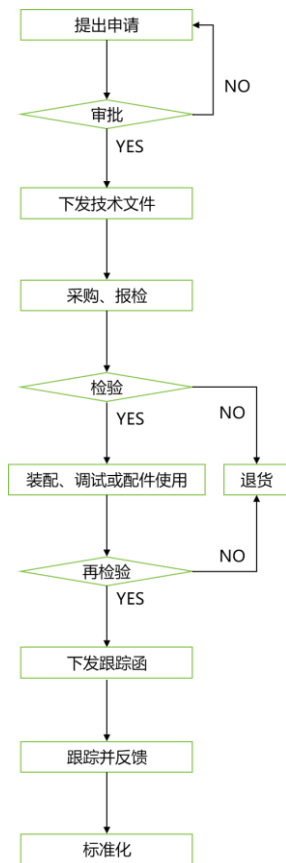 提出申请
NO
审批
YES
下发技术文件
采购、报检
检验
NO
YES
装配、调试或配件使用
退货
NO
再检验
YES
下发跟踪函
跟踪并反馈
标准化